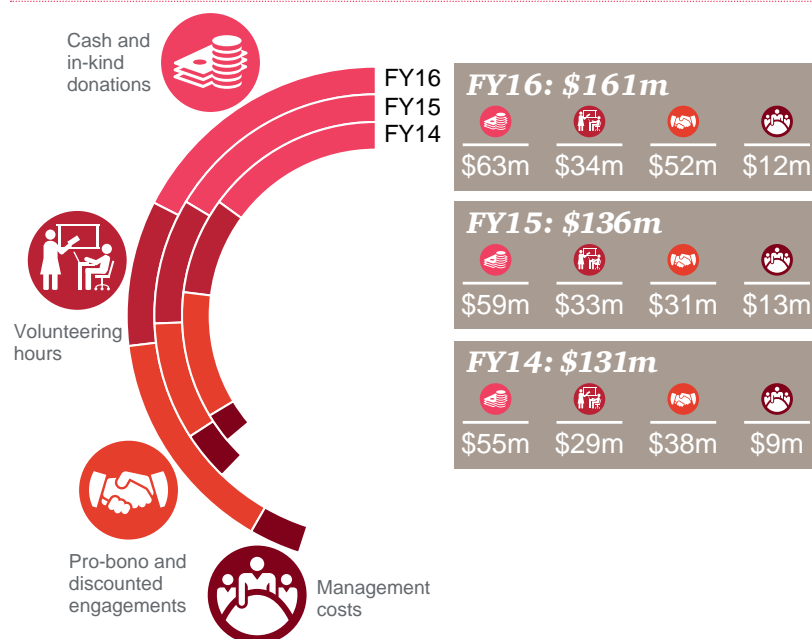 Cash and
in-kind
donations
FY16
FY15
FY14
Volunteering
hours
Pro-bono and
discounted
engagements
Management
costs
FY16: $161m
$63m $34m $52m $12m
FY15: $136m
$59m $33m $31m $13m
FY14: $131m
$55m $29m $38m $9m